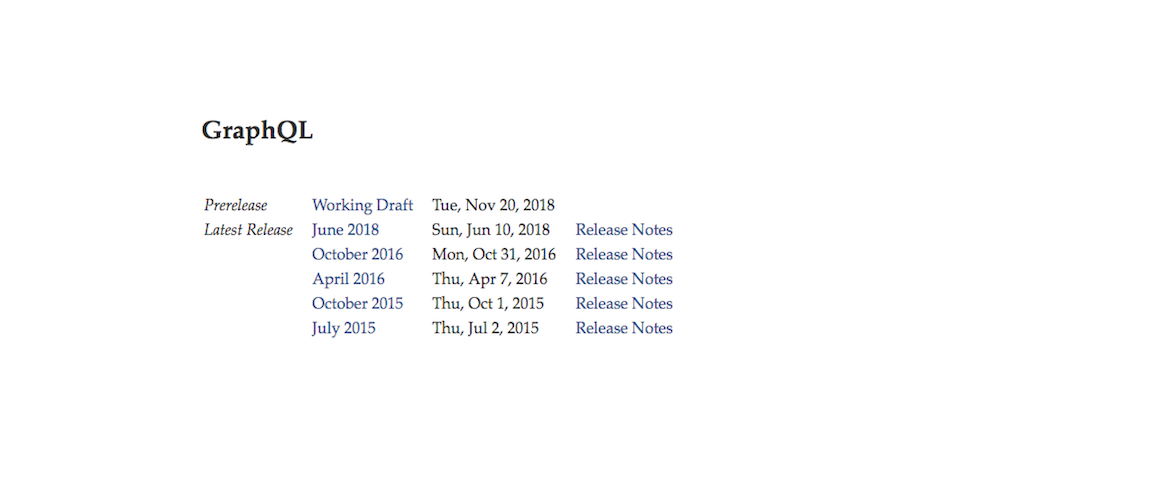 GraphQL
Prerelease Working Draft Tue, Nov 20, 2018
Latest Release June 2018 Sun, Jun 10, 2018 Release Notes
October 2016 Mon, Oct 31, 2016 Release Notes
April 2016 Thu, Apr 7, 2016 Release Notes
October 2015 Thu, Oct 1, 2015 Release Notes
July 2015 Thu, Jul 2, 2015 Release Notes